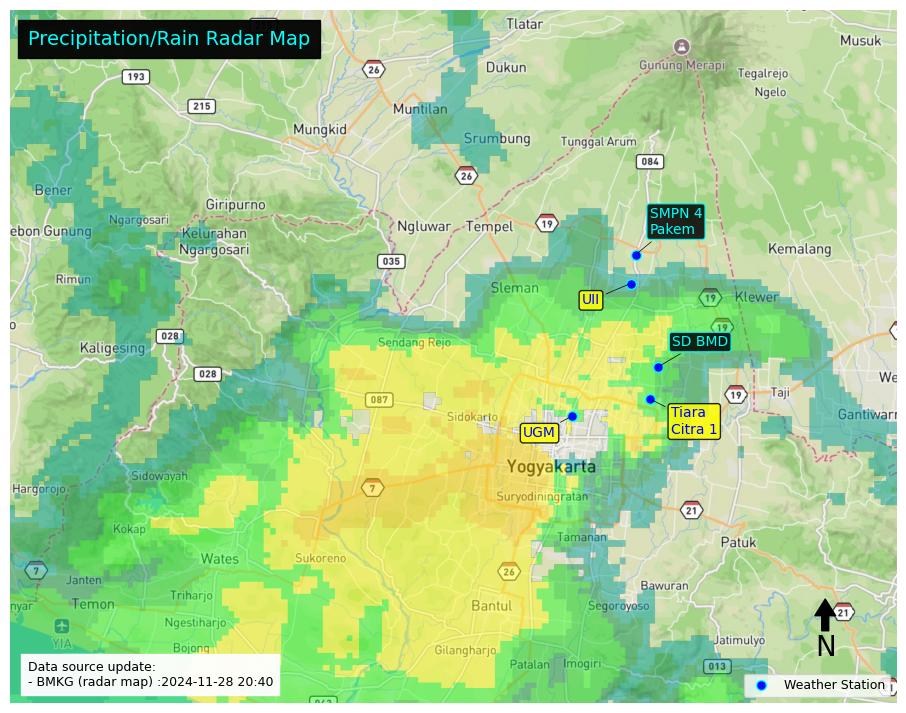 Precipitation/Rain Radar Map
Tlatar
Musuk
26
193
Dukun
Gunung Merapi
Tegalrejo
Ngelo
215
Muntilan
Mungkid
Srumbung
Tunggal Arum
084
26
Bener
Giripurno
SMPN 4
Pakem
Ngargosari
Kelurahan
Ngargosari
ebon Gunung
Ngluwar
Tempel
19
Kemalang
035
Rimun
Sleman
UII
19
Klewer
19
028
Kaligesing
Sendang Rejo
SD BMD
028
Taji
We
19
087
Sidokarto
Tiara
Citra 1
Gantiwarn
UGM
Yogyakarta
Sidowayah
Hargorojo
7
Suryodiningratan
21
Kokap
Tamanan
Patuk
Wates
Sukoreno
7
26
Janten
Bawuran
nyar
Temon
Triharjo
Bantul
Segoroyoso
21
Ngestiharjo
YIA
N
Jatimulyo
Bojong
Gilangharjo
Patalan
Imogiri
013
Data source update:
- BMKG (radar map) :2024-11-28 20:40
Weather Station